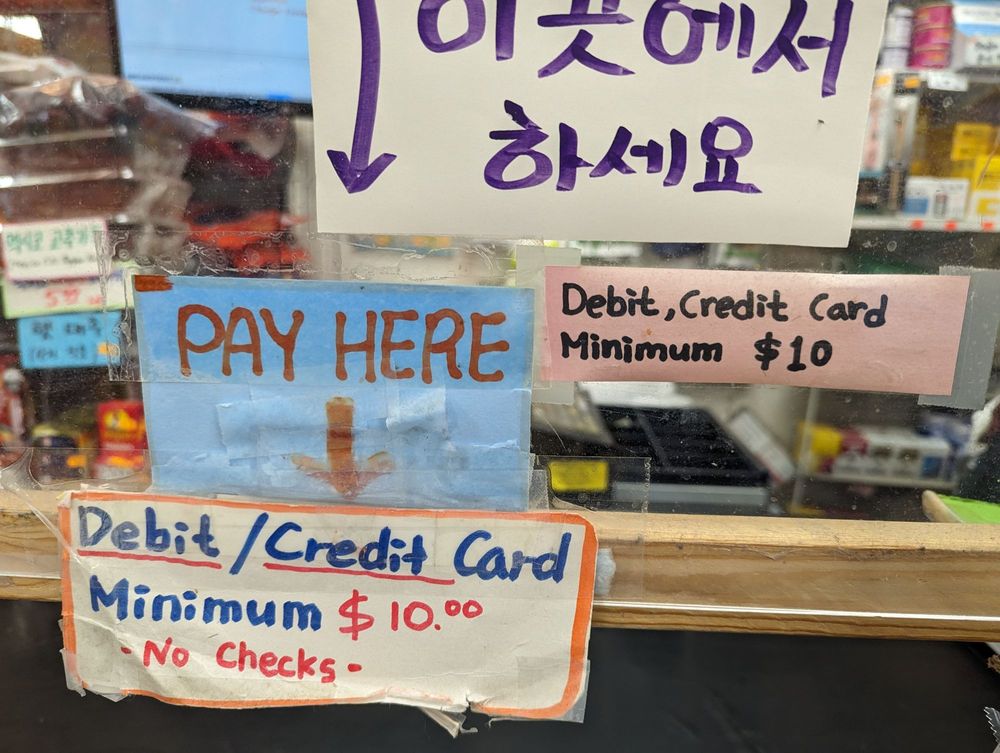 이곳에서
하세요
PAY HERE
Debit, Credit Card
Minimum $10
Debit / Credit Card
Minimum $10.00
- No Checks -